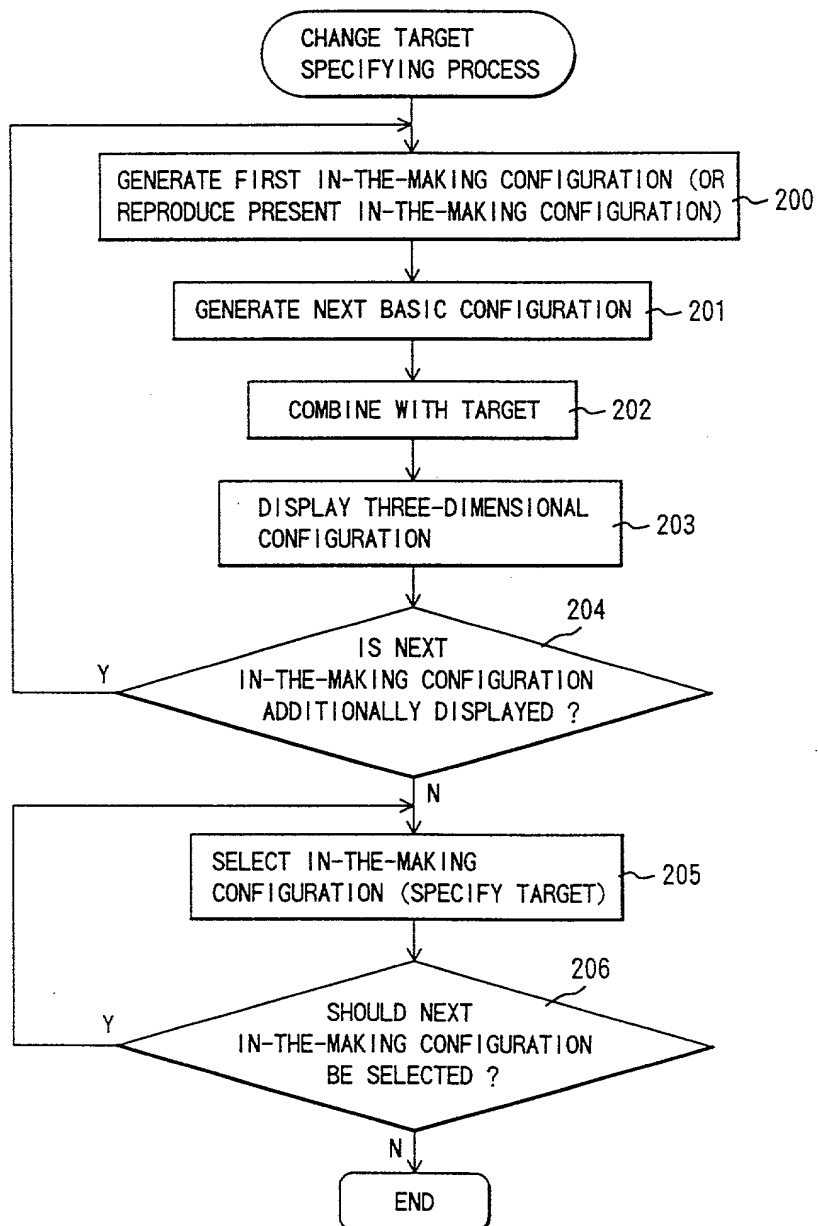 CHANGE TARGET
SPECIFYING PROCESS
GENERATE FIRST IN-THE-MAKING CONFIGURATION (OR
REPRODUCE PRESENT IN-THE-MAKING CONFIGURATION)
200
GENERATE NEXT BASIC CONFIGURATION
201
COMBINE WITH TARGET
202
DISPLAY THREE-DIMENSIONAL
CONFIGURATION
203
204
IS NEXT
IN-THE-MAKING CONFIGURATION
ADDITIONALLY DISPLAYED ?
Y
N
SELECT IN-THE-MAKING
CONFIGURATION (SPECIFY TARGET)
205
206
SHOULD NEXT
IN-THE-MAKING CONFIGURATION
BE SELECTED ?
Y
N
END